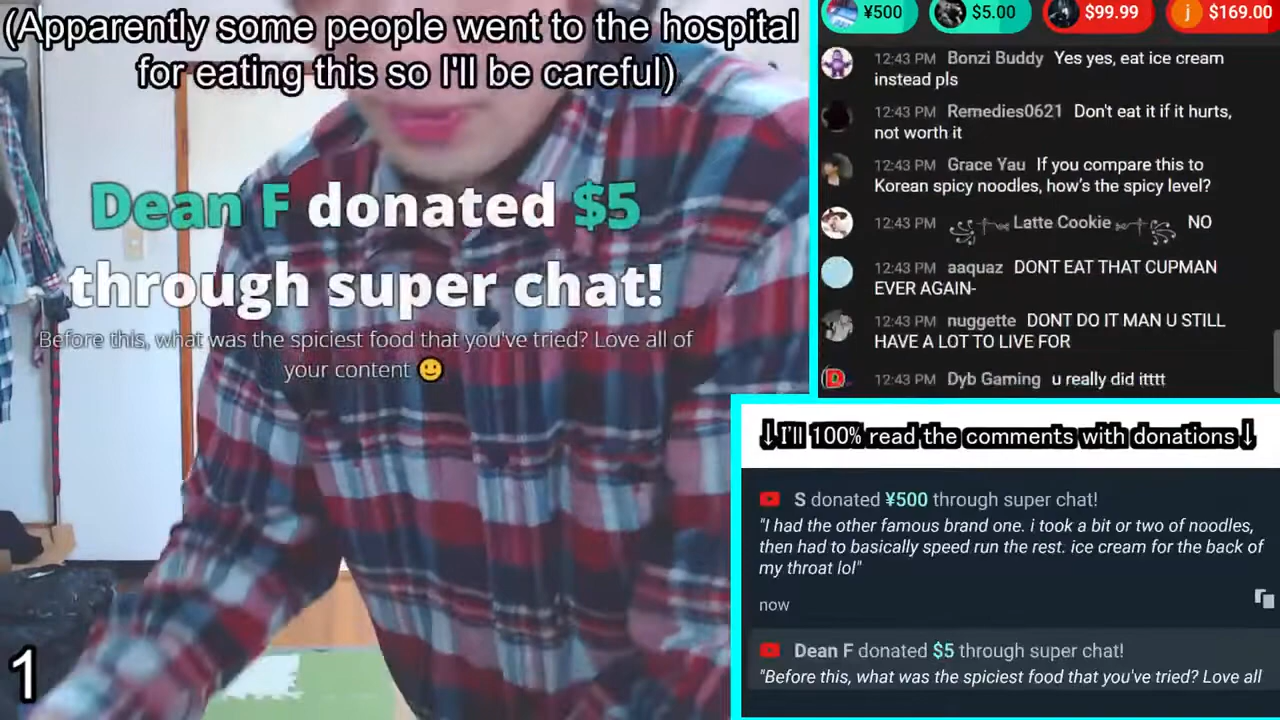 (Apparently some people went to the hospital
for eating this so I'll be careful)
Dean F donated $5
through super chat!
Before this, what was the spiciest food that you've tried? Love all of
your content 🙂
1
¥500
$5.00
$99.99
j $169.00
12:43 PM Bonzi Buddy Yes yes, eat ice cream
instead pls
12:43 PM Remedies0621 Don't eat it if it hurts,
not worth it
12:43 PM Grace Yau If you compare this to
Korean spicy noodles, how's the spicy level?
12:43 PM Latte Cookie NO
12:43 PM aaquaz DONT EAT THAT CUPMAN
EVER AGAIN-
12:43 PM nuggette DONT DO IT MAN U STILL
HAVE A LOT TO LIVE FOR
D 12:43 PM Dyb Gaming u really did itttt
↓I'll 100% read the comments with donations↓
S donated ¥500 through super chat!
"I had the other famous brand one. i took a bit or two of noodles,
then had to basically speed run the rest. ice cream for the back of
my throat lol"
now
Dean F donated $5 through super chat!
"Before this, what was the spiciest food that you've tried? Love all